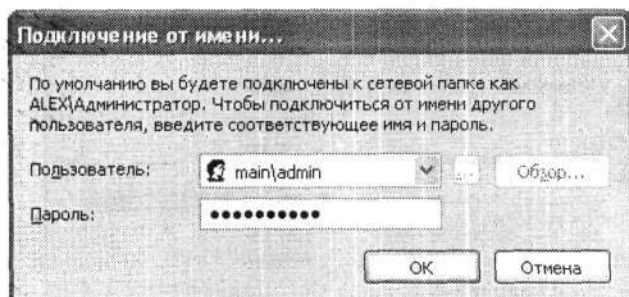 Подключение от имени...
По умолчанию вы будете подключены к сетевой папке как
ALEX\Администратор. Чтобы подключиться от имени другого
пользователя, введите соответствующее имя и пароль.
Пользователь: main\admin ... Обзор...
Пароль: ●●●●●●●●●●
OK Отмена